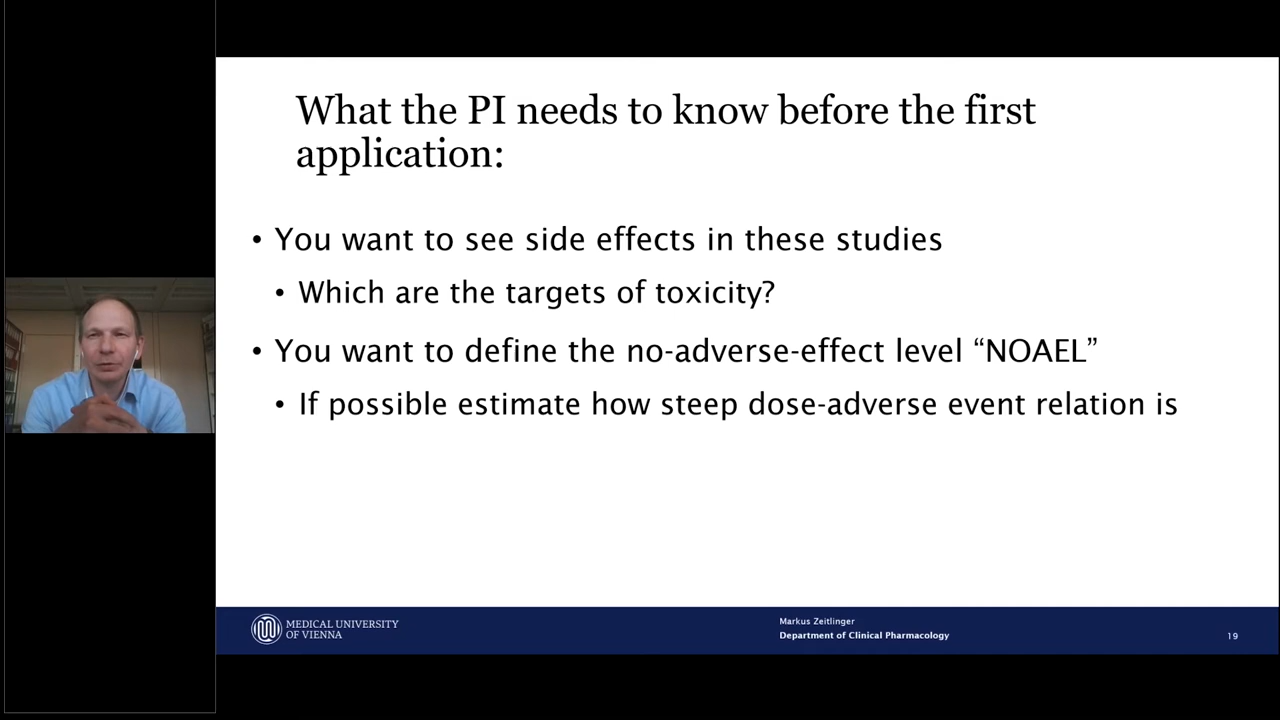 What the PI needs to know before the first
application:
• You want to see side effects in these studies
• Which are the targets of toxicity?
• You want to define the no-adverse-effect level “NOAEL”
• If possible estimate how steep dose-adverse event relation is
MEDICAL UNIVERSITY
OF VIENNA
Markus Zeitlinger
Department of Clinical Pharmacology
19